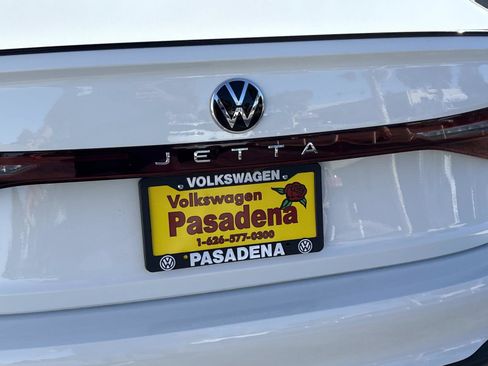 JETTA
VOLKSWAGEN
Volkswagen
Pasadena
1-626-577-0300
PASADENA